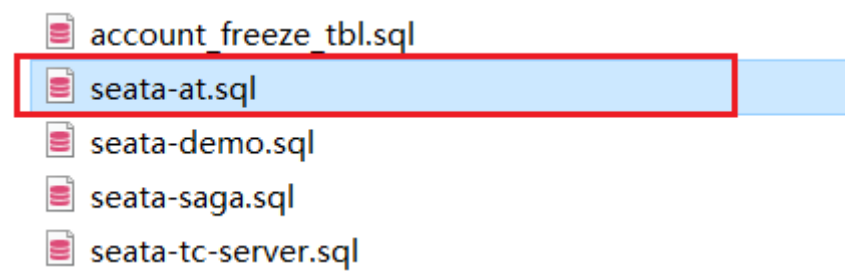 account_freeze_tbl.sql
seata-at.sql
seata-demo.sql
seata-saga.sql
seata-tc-server.sql